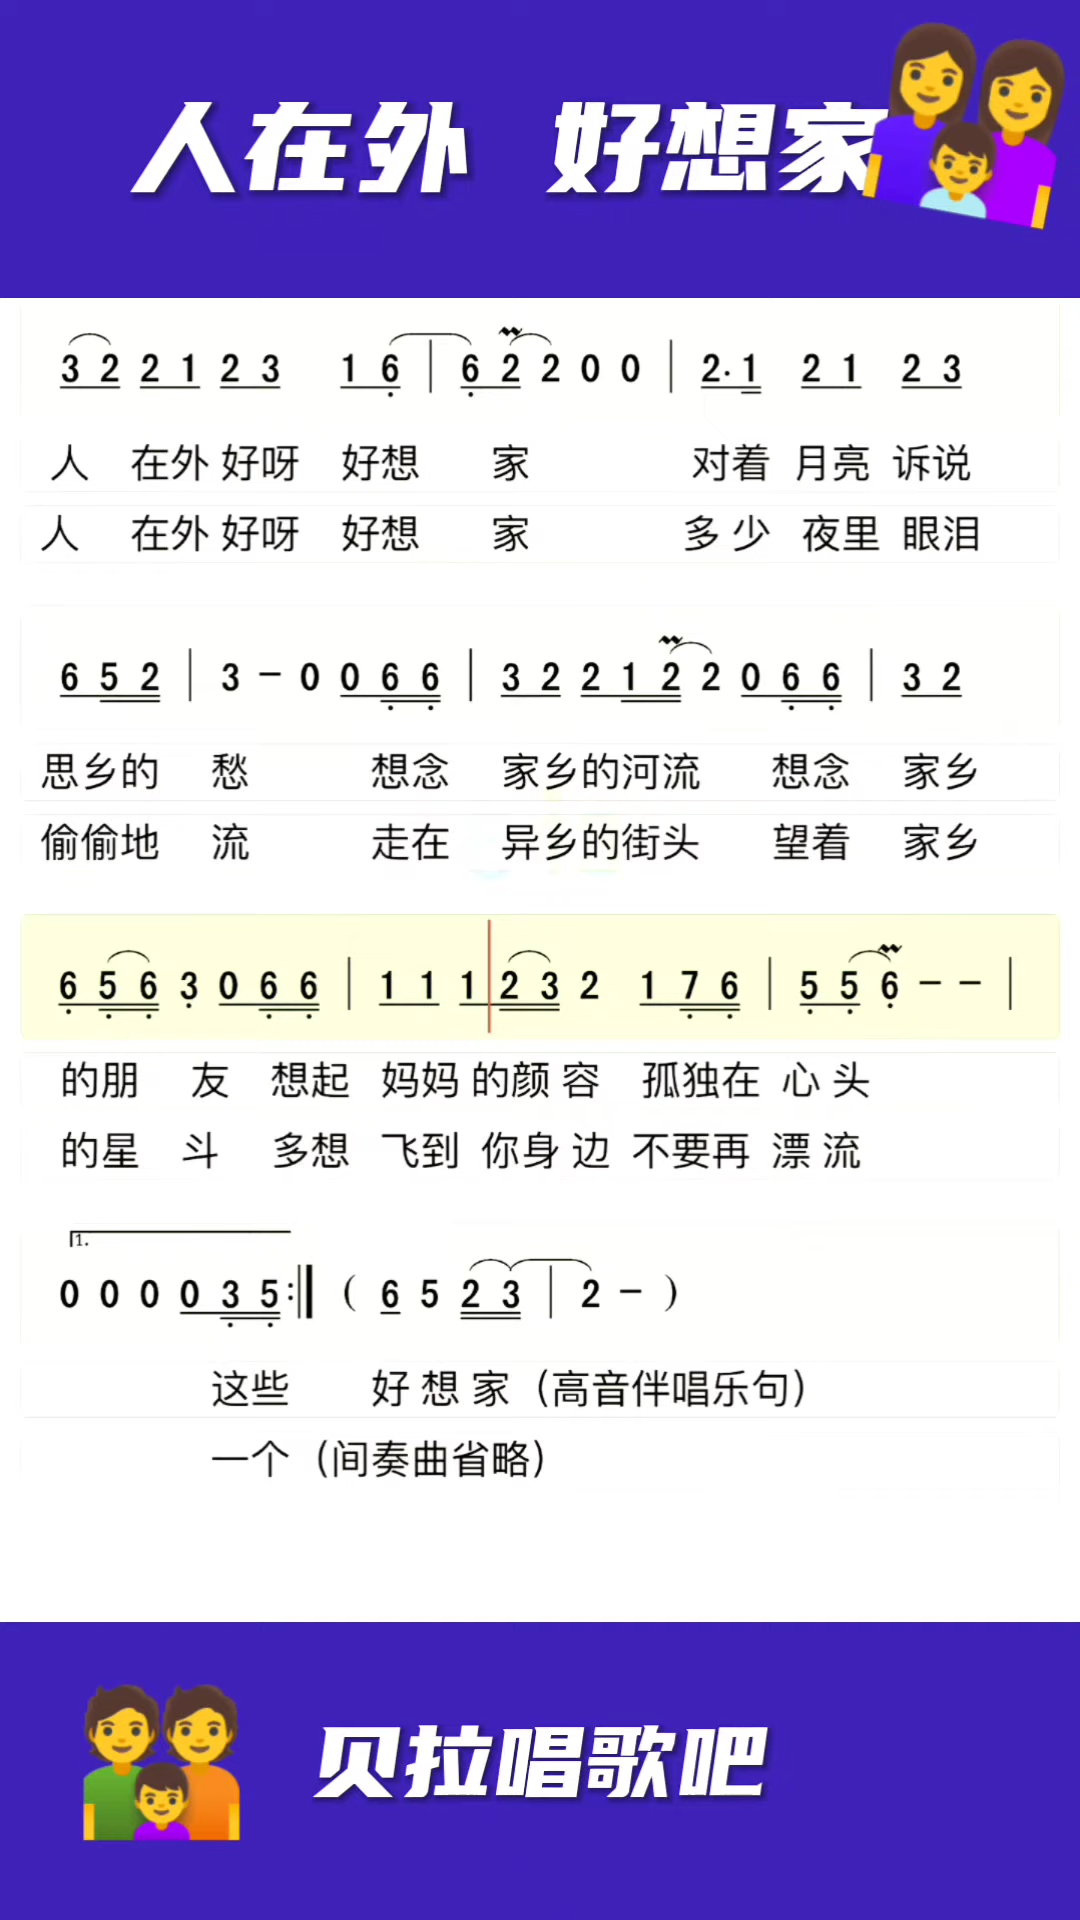 人在外 好想家
3 2 2 1 2 3 1 6 | 6 2 2 0 0 | 2· 1 2 1 2 3
人 在外 好呀 好想 家 对着 月亮 诉说
人 在外 好呀 好想 家 多少 夜里 眼泪
6 5 2 | 3 - 0 0 6 6 | 3 2 2 1 2 2 0 6 6 | 3 2
思乡的 愁 想念 家乡的河流 想念 家乡
偷偷地 流 走在 异乡的街头 望着 家乡
6 5 6 3 0 6 6 | 1 1 1 2 3 2 1 7 6 | 5 5 6 - - |
的朋 友 想起 妈妈 的颜 容 孤独在 心 头
的星 斗 多想 飞到 你身 边 不要再 漂 流
1.
0 0 0 0 3 5 :‖ ( 6 5 2 3 | 2 - )
这些 好 想 家（高音伴唱乐句）
一个（间奏曲省略）
贝拉唱歌吧